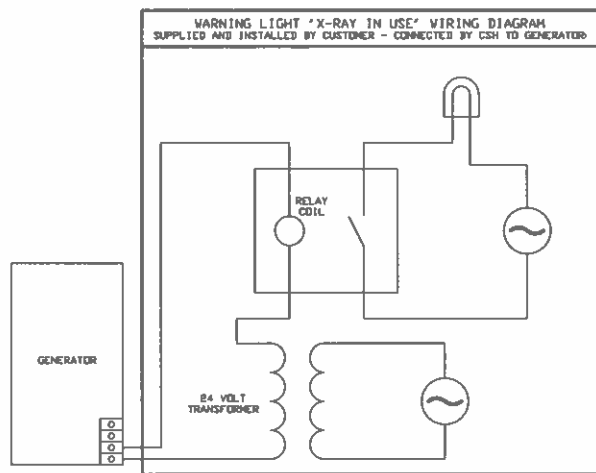 WARNING LIGHT "X-RAY IN USE" WIRING DIAGRAM
SUPPLIED AND INSTALLED BY CUSTOMER - CONNECTED BY CSH TO GENERATOR
RELAY
COIL
GENERATOR
24 VOLT
TRANSFORMER